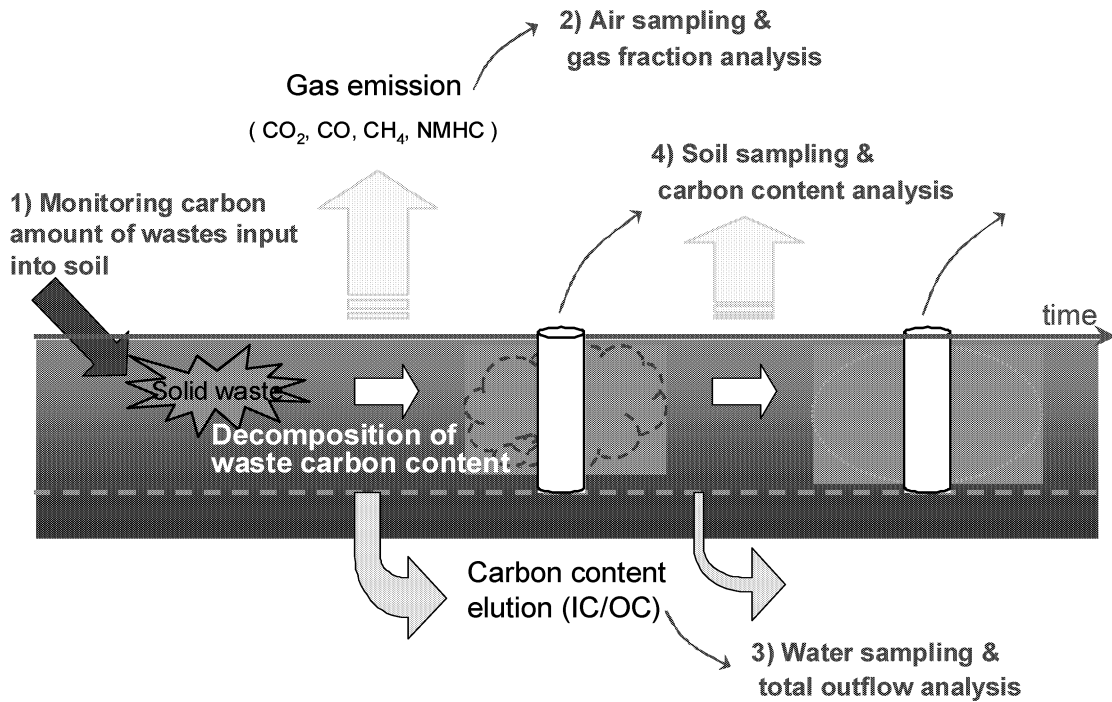 2) Air sampling &
gas fraction analysis
Gas emission
( CO₂, CO, CH₄, NMHC )
4) Soil sampling &
carbon content analysis
1) Monitoring carbon
amount of wastes input
into soil
time
Solid waste
Decomposition of
waste carbon content
Carbon content
elution (IC/OC)
3) Water sampling &
total outflow analysis